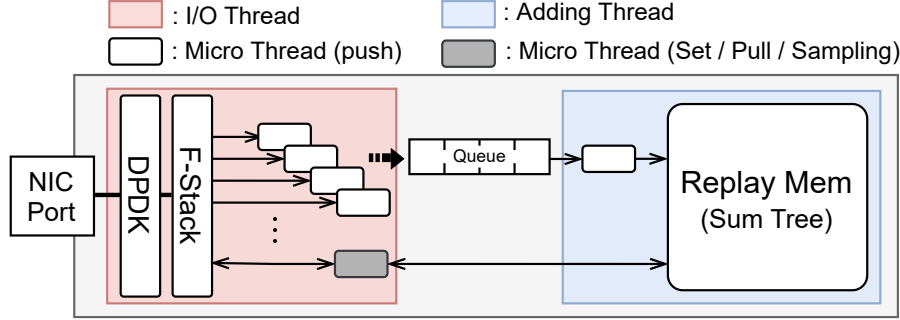 : I/O Thread
: Adding Thread
: Micro Thread (push)
: Micro Thread (Set / Pull / Sampling)
NIC
Port
DPDK
F-Stack
Queue
Replay Mem
(Sum Tree)